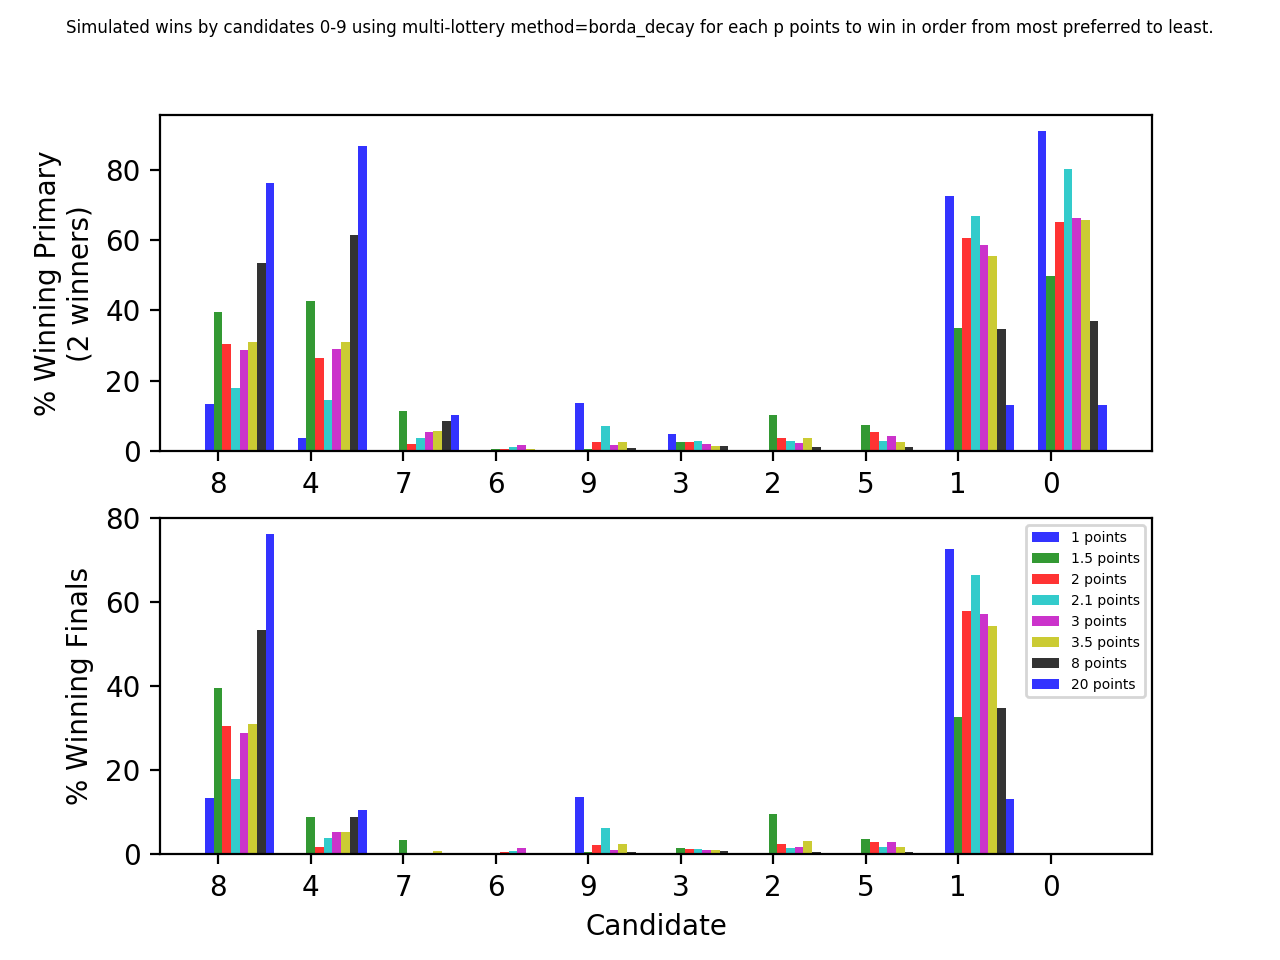 Simulated wins by candidates 0-9 using multi-lottery method=borda_decay for each p points to win in order from most preferred to least.
% Winning Primary
(2 winners)
80
60
40
20
0
8 4 7 6 9 3 2 5 1 0
% Winning Finals
80
60
40
20
0
1 points
1.5 points
2 points
2.1 points
3 points
3.5 points
8 points
20 points
8 4 7 6 9 3 2 5 1 0
Candidate